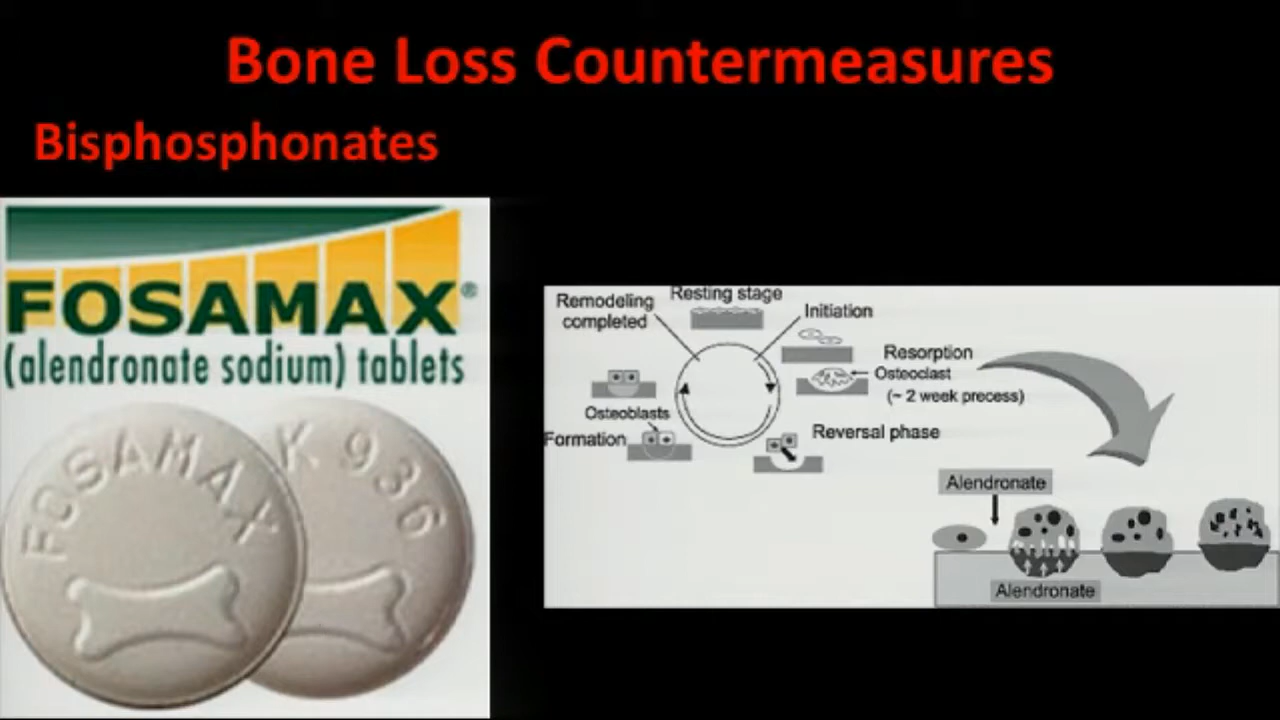 Bone Loss Countermeasures
Bisphosphonates
FOSAMAX®
(alendronate sodium) tablets
FOSAMAX
K 936
Remodeling
completed
Resting stage
Initiation
Resorption
Osteoclast
(~ 2 week precess)
Osteoblasts
Formation
Reversal phase
Alendronate
Alendronate